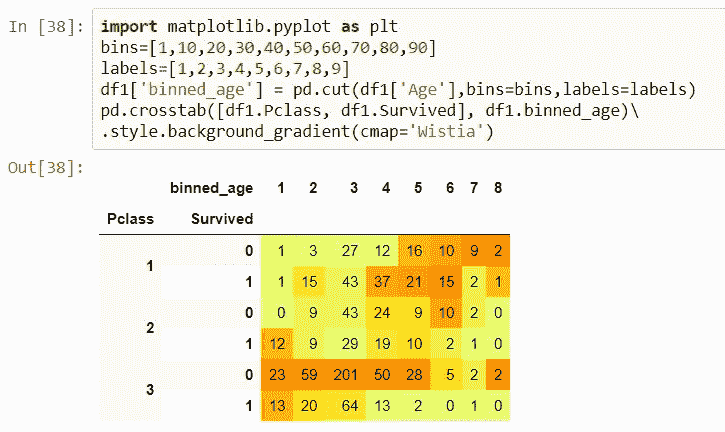 In [38]: import matplotlib.pyplot as plt
bins=[1,10,20,30,40,50,60,70,80,90]
labels=[1,2,3,4,5,6,7,8,9]
df1['binned_age'] = pd.cut(df1['Age'],bins=bins,labels=labels)
pd.crosstab([df1.Pclass, df1.Survived], df1.binned_age)\
.style.background_gradient(cmap='Wistia')
Out[38]:
binned_age 1 2 3 4 5 6 7 8
Pclass Survived
1 0 1 3 27 12 16 10 9 2
1 1 15 43 37 21 15 2 1
2 0 0 9 43 24 9 10 2 0
1 12 9 29 19 10 2 1 0
3 0 23 59 201 50 28 5 2 2
1 13 20 64 13 2 0 1 0